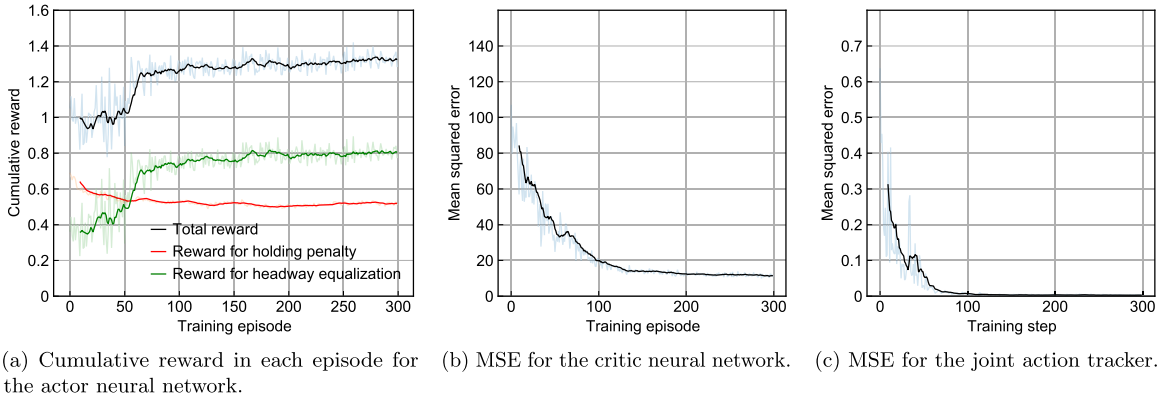 1.6
1.4
1.2
1
0.8
0.6
0.4
0.2
0
Cumulative reward
0 50 100 150 200 250 300
Training episode
Total reward
Reward for holding penalty
Reward for headway equalization
140
120
100
80
60
40
20
0
Mean squared error
0 100 200 300
Training episode
0.7
0.6
0.5
0.4
0.3
0.2
0.1
0
Mean squared error
0 100 200 300
Training step
(a) Cumulative reward in each episode for
the actor neural network.
(b) MSE for the critic neural network.
(c) MSE for the joint action tracker.